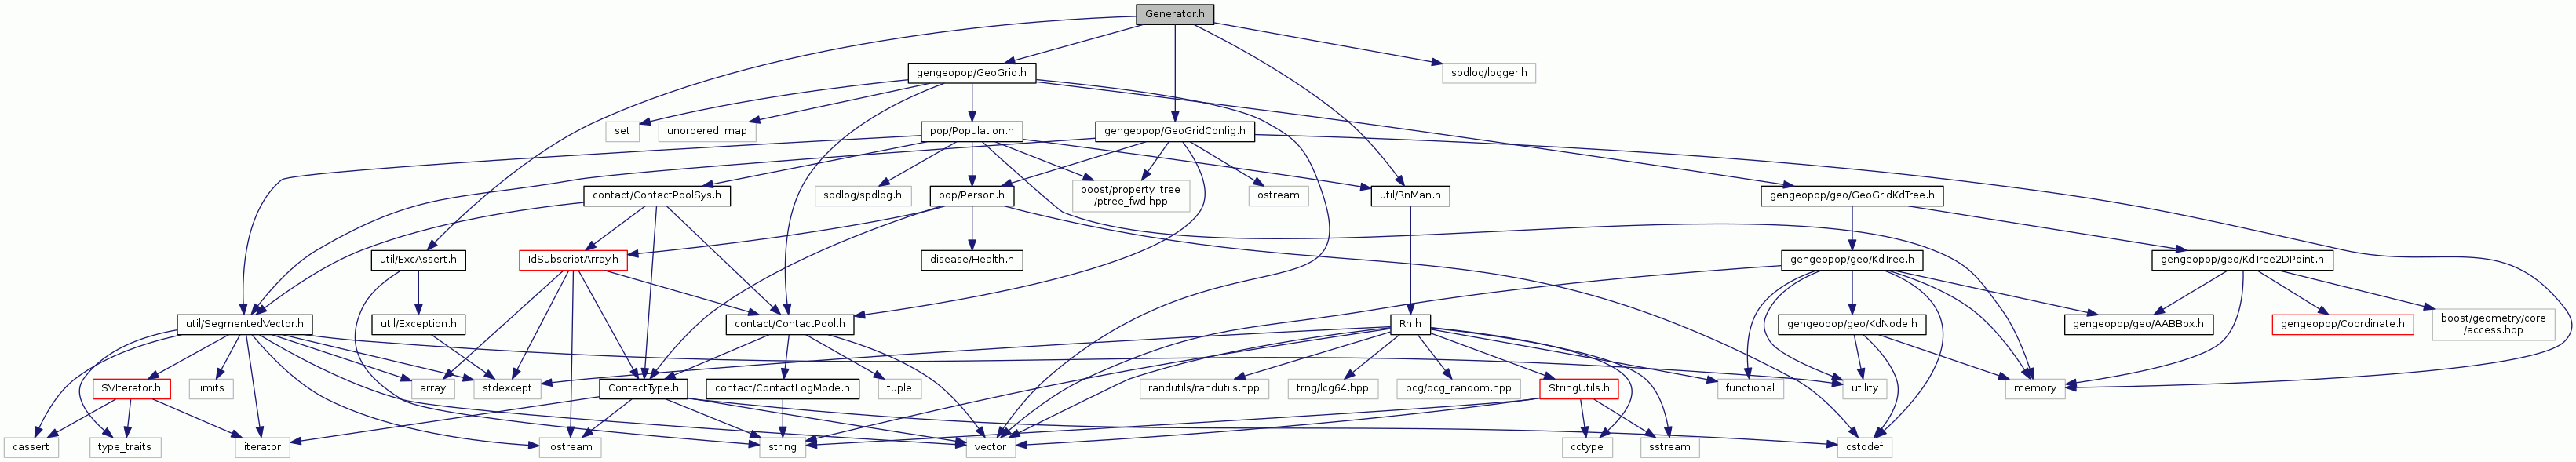 Generator.h
gengeopop/GeoGrid.h
spdlog/logger.h
set
unordered_map
pop/Population.h
gengeopop/GeoGridConfig.h
contact/ContactPoolSys.h
spdlog/spdlog.h
pop/Person.h
boost/property_tree
/ptree_fwd.hpp
ostream
util/RnMan.h
gengeopop/geo/GeoGridKdTree.h
util/ExcAssert.h
IdSubscriptArray.h
disease/Health.h
gengeopop/geo/KdTree.h
gengeopop/geo/KdTree2DPoint.h
util/SegmentedVector.h
util/Exception.h
contact/ContactPool.h
Rn.h
gengeopop/geo/KdNode.h
gengeopop/geo/AABBox.h
gengeopop/Coordinate.h
boost/geometry/core
/access.hpp
SVIterator.h
limits
array
stdexcept
ContactType.h
contact/ContactLogMode.h
tuple
randutils/randutils.hpp
trng/lcg64.hpp
pcg/pcg_random.hpp
StringUtils.h
functional
utility
memory
cassert
type_traits
iterator
iostream
string
vector
cctype
sstream
cstddef